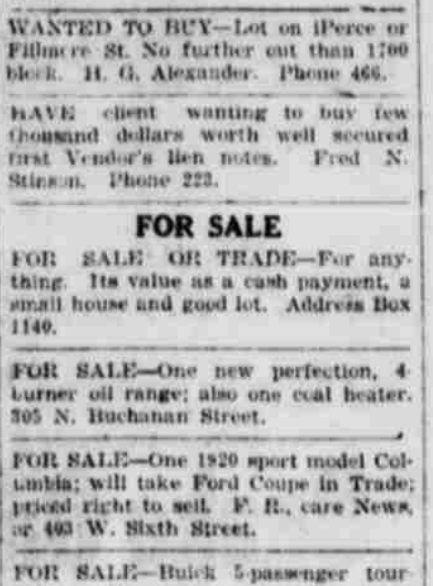 WANTED TO BUY—Lot on iPerce or
Fillmore St. No further out than 1700
block. H. G. Alexander. Phone 466.
HAVE client wanting to buy few
thousand dollars worth well secured
first Vendor's lien notes. Fred N.
Stinson. Phone 223.
FOR SALE
FOR SALE OR TRADE—For any-
thing. Its value as a cash payment, a
small house and good lot. Address Box
1140.
FOR SALE—One new perfection, 4-
burner oil range; also one coal heater.
305 N. Buchanan Street.
FOR SALE—One 1920 sport model Col-
umbia; will take Ford Coupe in Trade;
priced right to sell. F. R., care News,
or 403 W. Sixth Street.
FOR SALE—Buick 5-passenger tour-